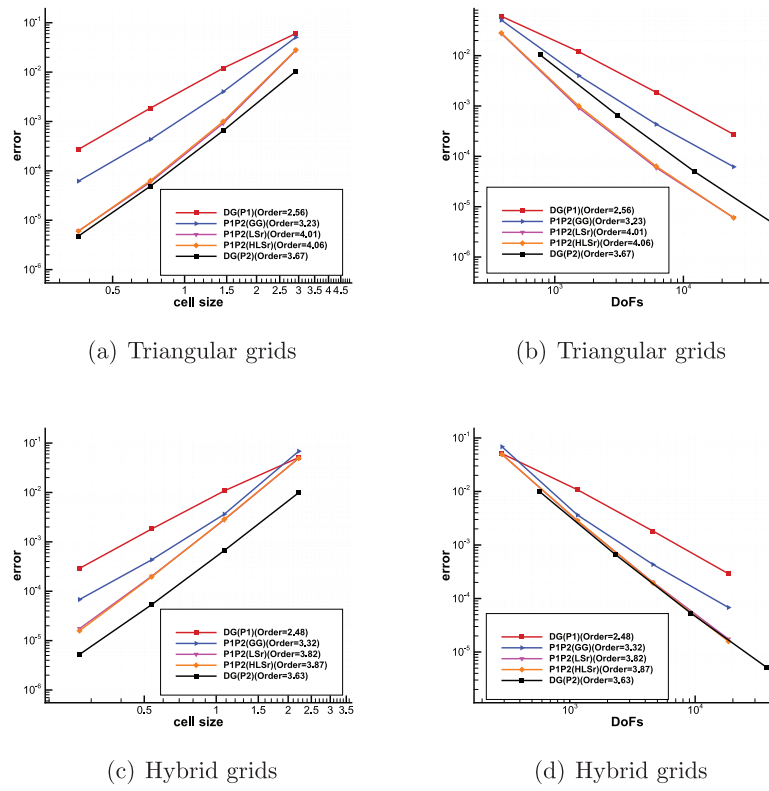 error
10^-1
10^-2
10^-3
10^-4
10^-5
10^-6
DG(P1)(Order=2.56)
P1P2(GG)(Order=3.23)
P1P2(LSr)(Order=4.01)
P1P2(HLSr)(Order=4.06)
DG(P2)(Order=3.67)
0.5 1 1.5 2 2.5 3 3.5 4 4.5 5
cell size
(a) Triangular grids
error
10^-2
10^-3
10^-4
10^-5
DG(P1)(Order=2.56)
P1P2(GG)(Order=3.23)
P1P2(LSr)(Order=4.01)
P1P2(HLSr)(Order=4.06)
DG(P2)(Order=3.67)
10^3 10^4
DoFs
(b) Triangular grids
error
10^-1
10^-2
10^-3
10^-4
10^-5
10^-6
DG(P1)(Order=2.48)
P1P2(GG)(Order=3.32)
P1P2(LSr)(Order=3.82)
P1P2(HLSr)(Order=3.87)
DG(P2)(Order=3.63)
0.5 1 1.5 2 2.5 3 3.5
cell size
(c) Hybrid grids
error
10^-1
10^-2
10^-3
10^-4
10^-5
DG(P1)(Order=2.48)
P1P2(GG)(Order=3.32)
P1P2(LSr)(Order=3.82)
P1P2(HLSr)(Order=3.87)
DG(P2)(Order=3.63)
10^3 10^4
DoFs
(d) Hybrid grids